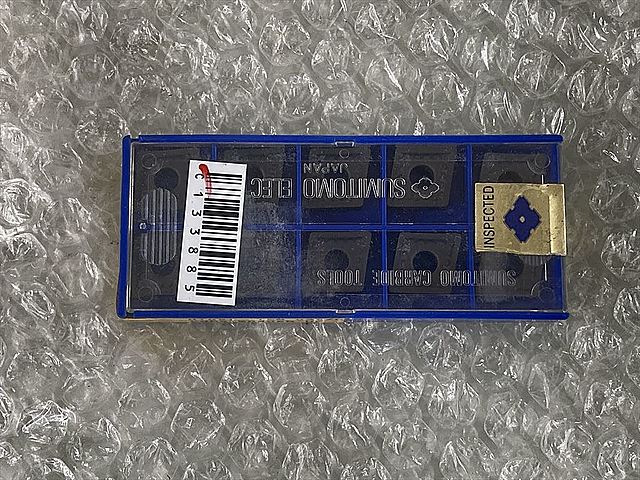 SUMITOMO ELEC
JAPAN
SUMITOMO CARBIDE TOOLS
INSPECTED
C133885